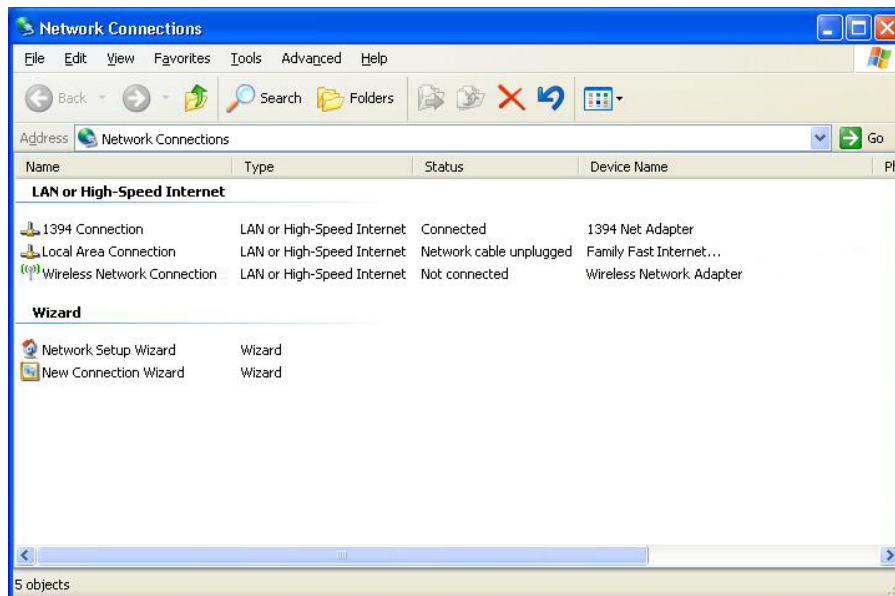 Network Connections
File Edit View Favorites Tools Advanced Help
Back Search Folders
Address Network Connections Go
Name Type Status Device Name Ph
LAN or High-Speed Internet
1394 Connection LAN or High-Speed Internet Connected 1394 Net Adapter
Local Area Connection LAN or High-Speed Internet Network cable unplugged Family Fast Internet...
Wireless Network Connection LAN or High-Speed Internet Not connected Wireless Network Adapter
Wizard
Network Setup Wizard Wizard
New Connection Wizard Wizard
5 objects